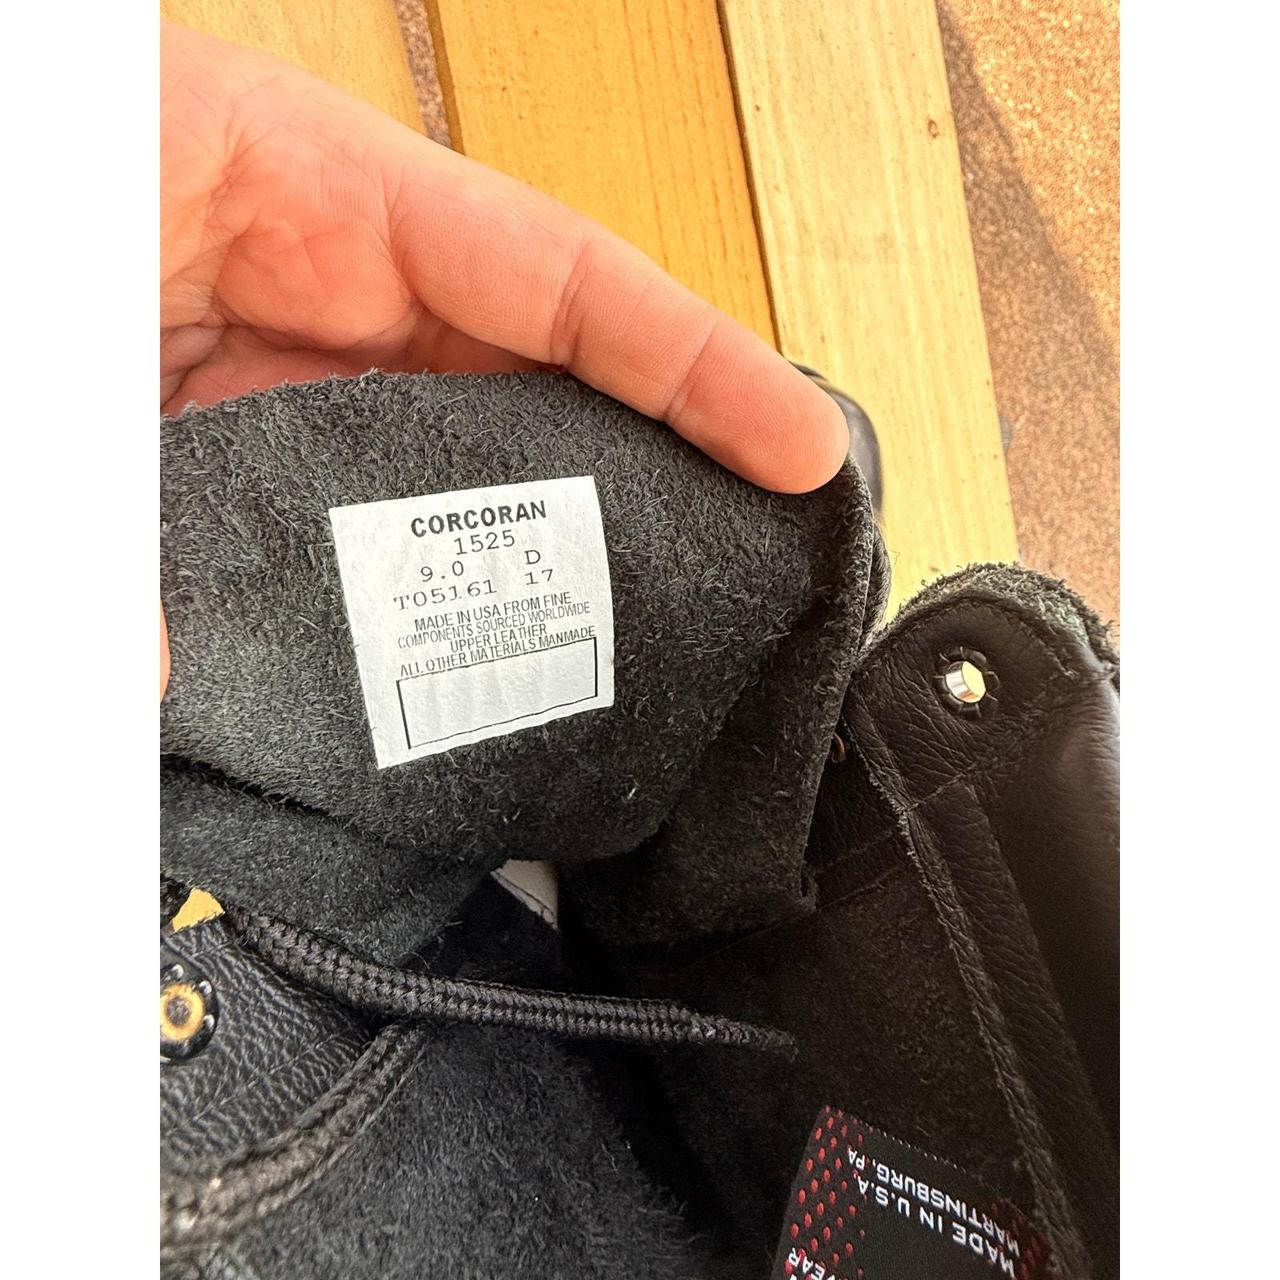 CORCORAN
1525
9.0 D
T05161 17
MADE IN USA FROM FINE
COMPONENTS SOURCED WORLDWIDE
UPPER LEATHER
ALL OTHER MATERIALS MANMADE
MADE IN U.S.A
MARTINSBURG, PA